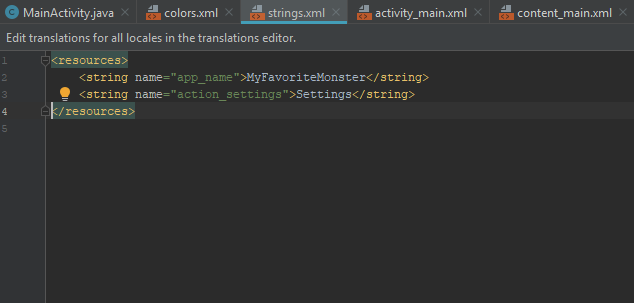 MainActivity.java colors.xml strings.xml activity_main.xml content_main.xml
Edit translations for all locales in the translations editor.
1 <resources>
2 <string name="app_name">MyFavoriteMonster</string>
3 <string name="action_settings">Settings</string>
4 </resources>
5